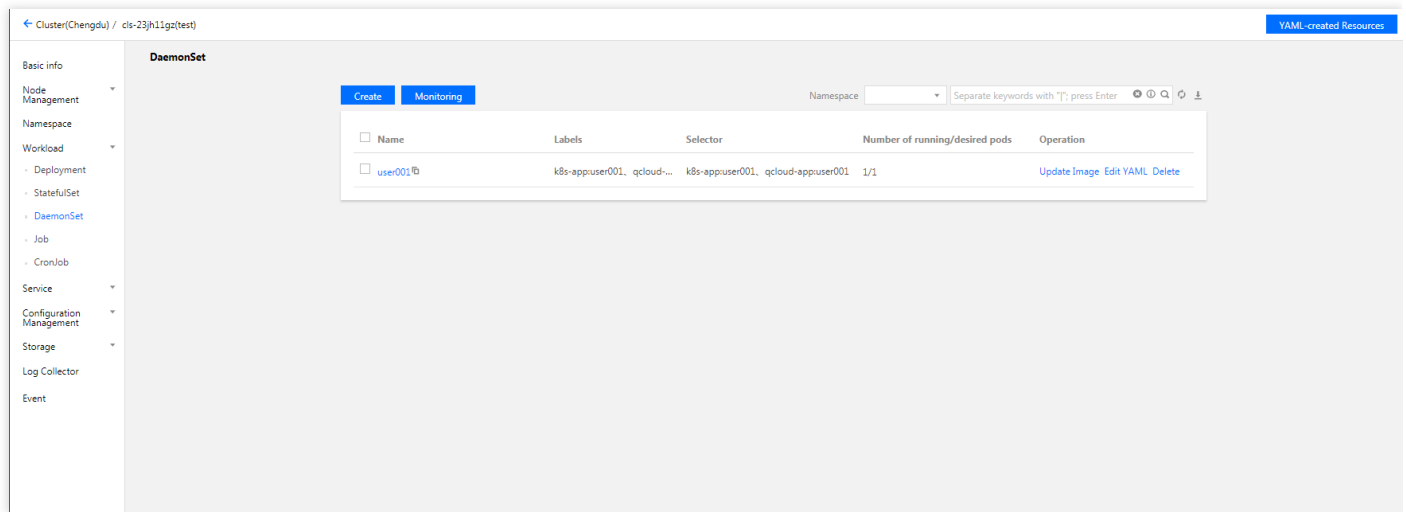 Cluster(Chengdu) / cls-23jh11gz(test)
YAML-created Resources
Basic info
Node Management
Namespace
Workload
Deployment
StatefulSet
DaemonSet
Job
CronJob
Service
Configuration Management
Storage
Log Collector
Event
DaemonSet
Create Monitoring Namespace Separate keywords with "|"; press Enter
Name Labels Selector Number of running/desired pods Operation
user001 k8s-app:user001、qcloud-... k8s-app:user001、qcloud-app:user001 1/1 Update Image Edit YAML Delete